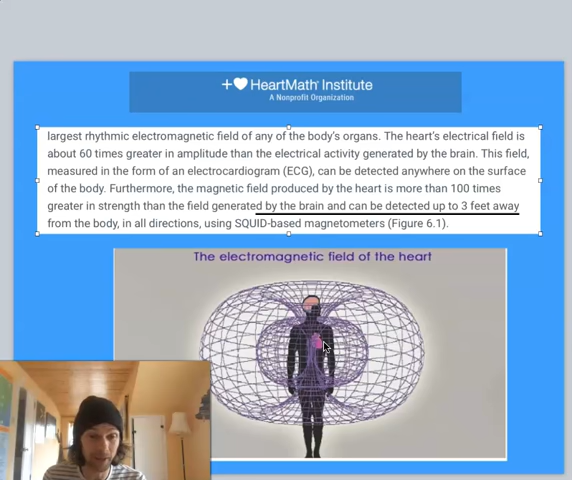 HeartMath Institute
A Nonprofit Organization
largest rhythmic electromagnetic field of any of the body's organs. The heart's electrical field is
about 60 times greater in amplitude than the electrical activity generated by the brain. This field,
measured in the form of an electrocardiogram (ECG), can be detected anywhere on the surface
of the body. Furthermore, the magnetic field produced by the heart is more than 100 times
greater in strength than the field generated by the brain and can be detected up to 3 feet away
from the body, in all directions, using SQUID-based magnetometers (Figure 6.1).
The electromagnetic field of the heart